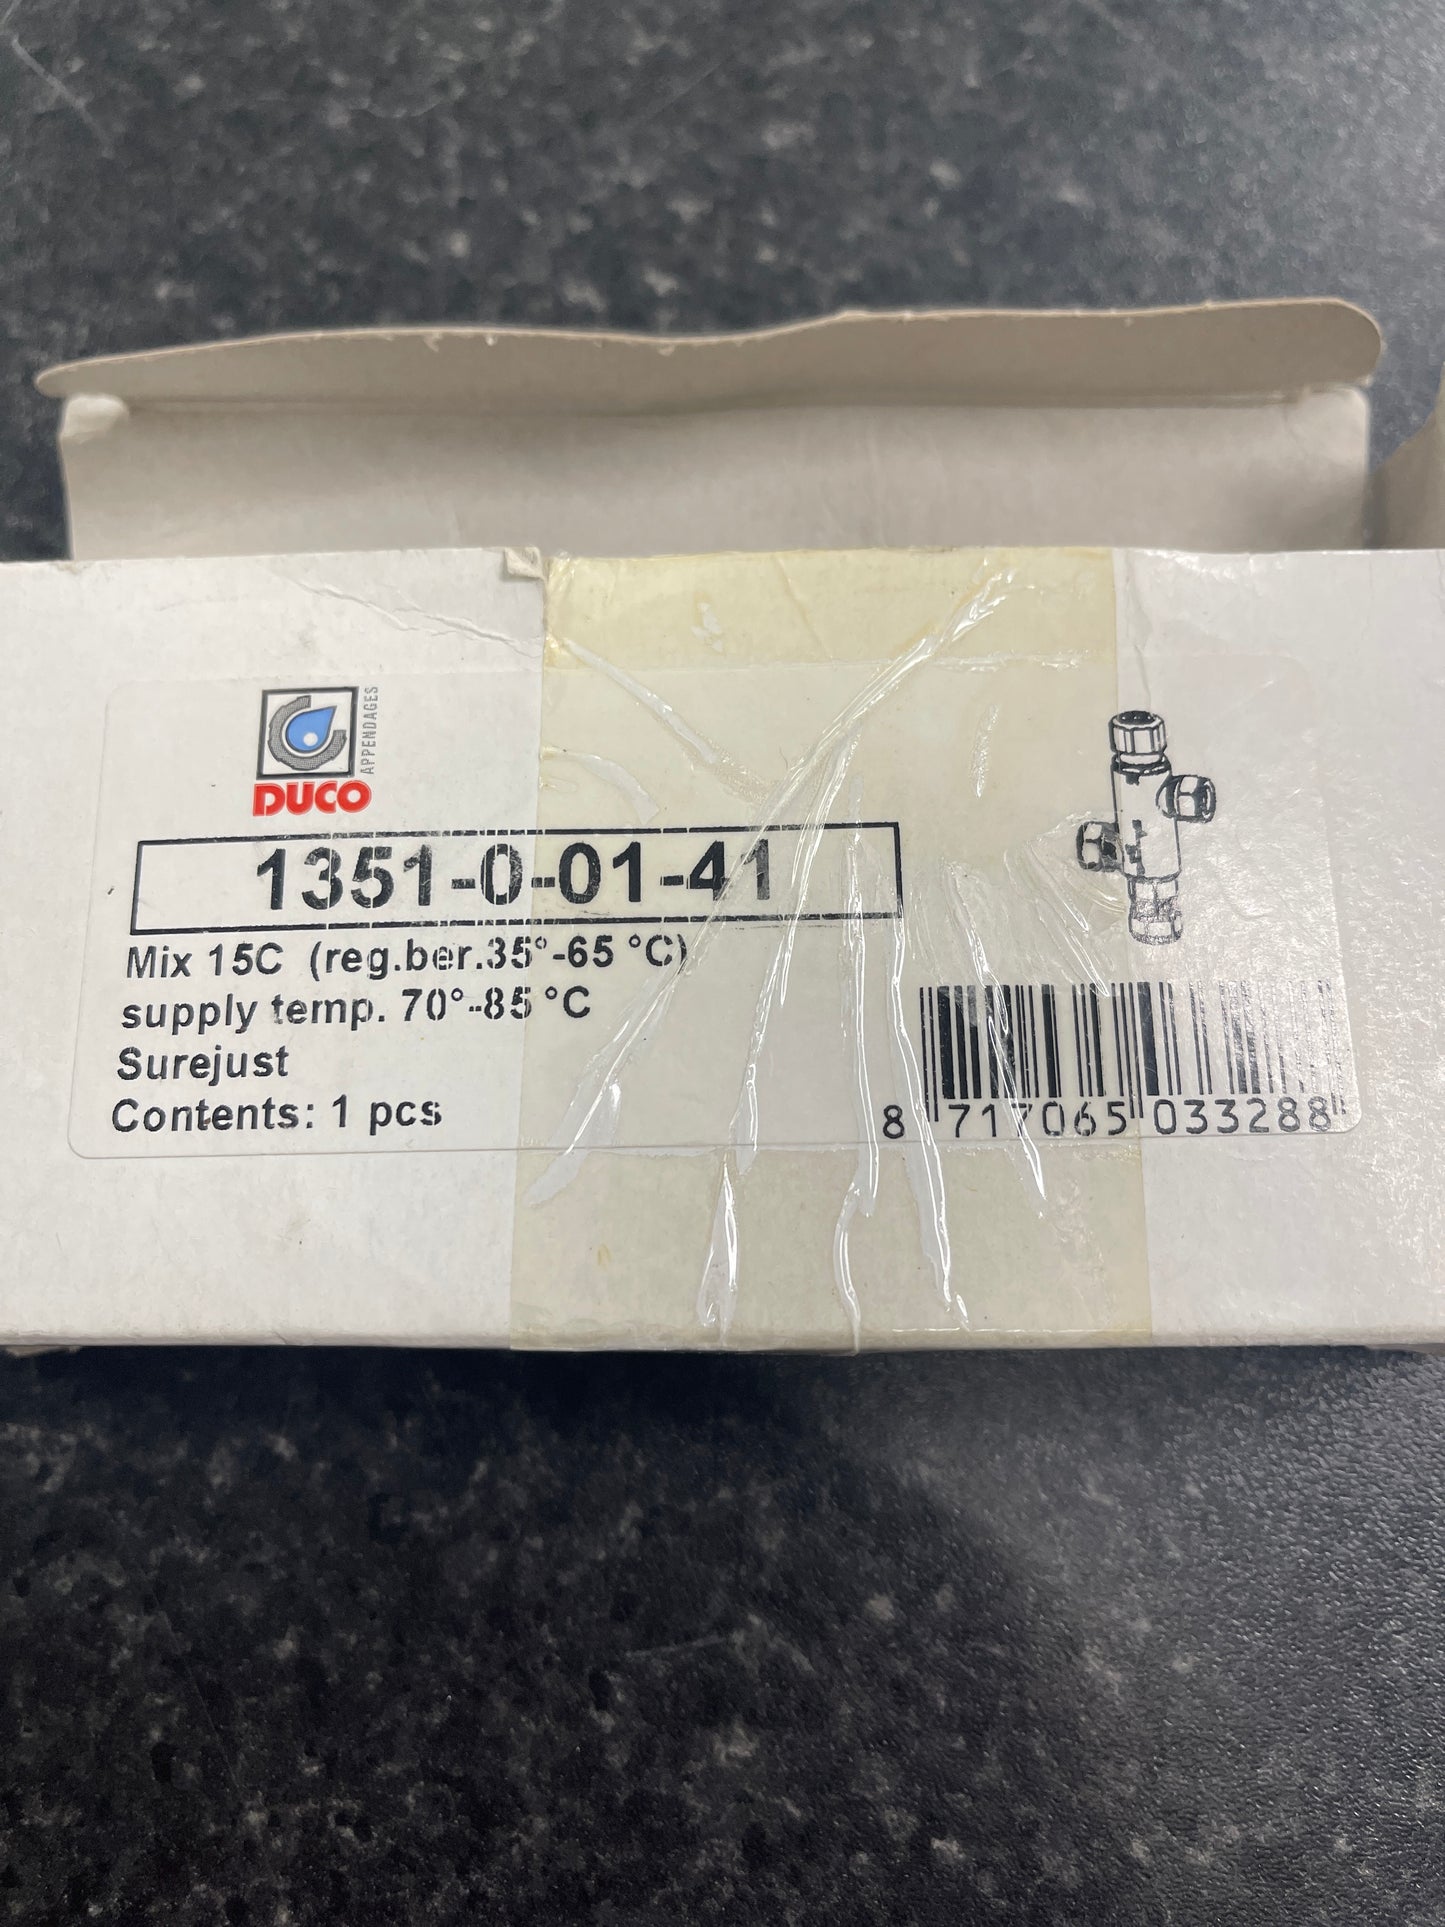 APPENDAGES
DUCO
1351-0-01-41
Mix 15C (reg.ber.35°-65 °C)
supply temp. 70°-85 °C
Surejust
Contents: 1 pcs
8 717065 033288